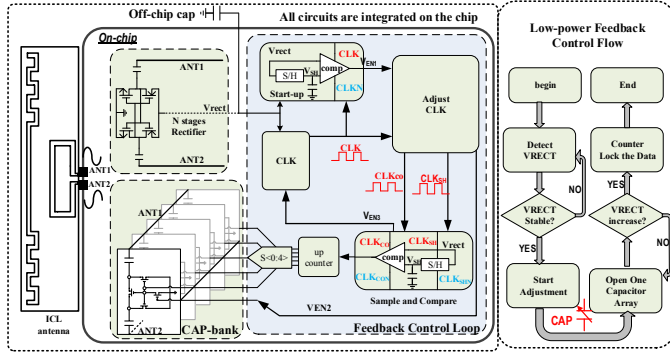 Off-chip cap
All circuits are integrated on the chip
On-chip
ANT1
Vrect
N stages
Rectifier
ANT2
ANT1
ANT2
ICL
antenna
Vrect
S/H
VSH
comp
CLK
CLKN
Start-up
VEN1
Adjust
CLK
CLK
CLK
CLKCO
CLKSH
VEN3
ANT1
ANT2
CAP-bank
S<0:4>
up
counter
CLKCO
CLKSH
Vrect
comp
VSH
S/H
CLKCON
CLKSHN
Sample and Compare
VEN2
Feedback Control Loop
Low-power Feedback
Control Flow
begin
End
Detect
VRECT
Counter
Lock the Data
NO
YES
VRECT
Stable?
VRECT
increase?
YES
NO
Start
Adjustment
CAP
Open One
Capacitor
Array